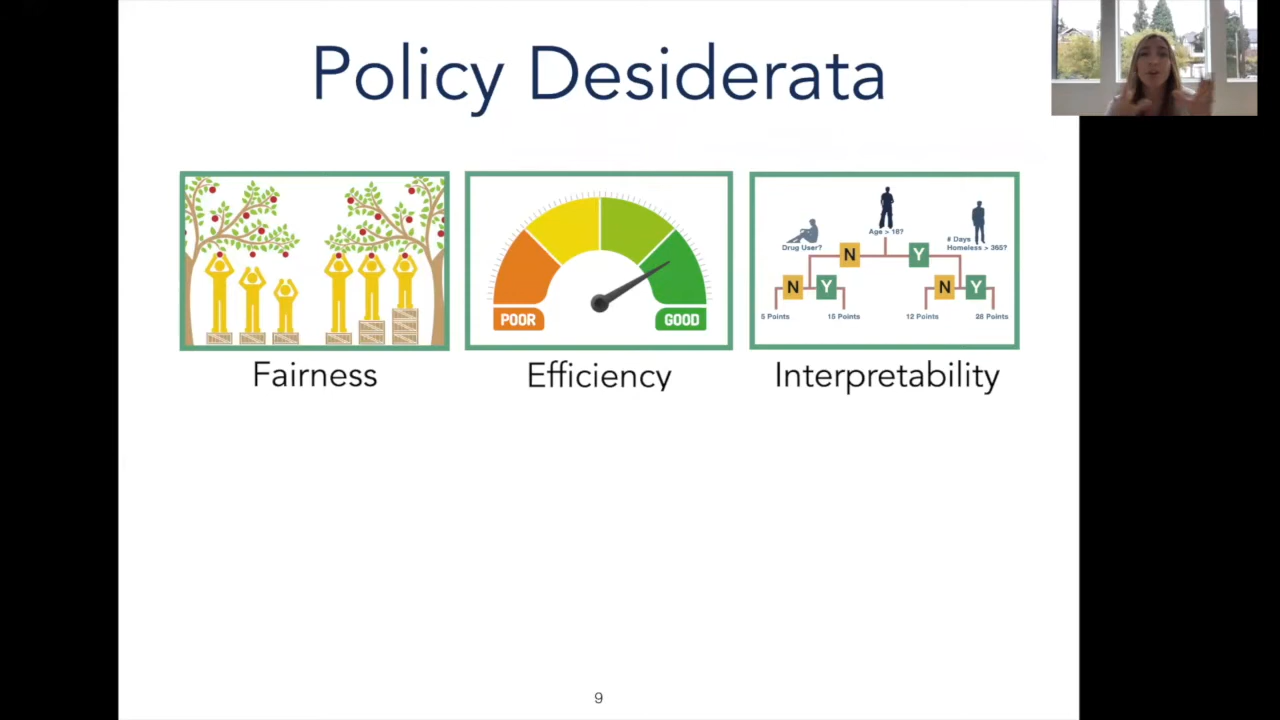 Policy Desiderata
POOR
GOOD
Drug User?
Age > 18?
# Days
Homeless > 365?
N
Y
N
Y
N
Y
5 Points
15 Points
12 Points
28 Points
Fairness
Efficiency
Interpretability
9